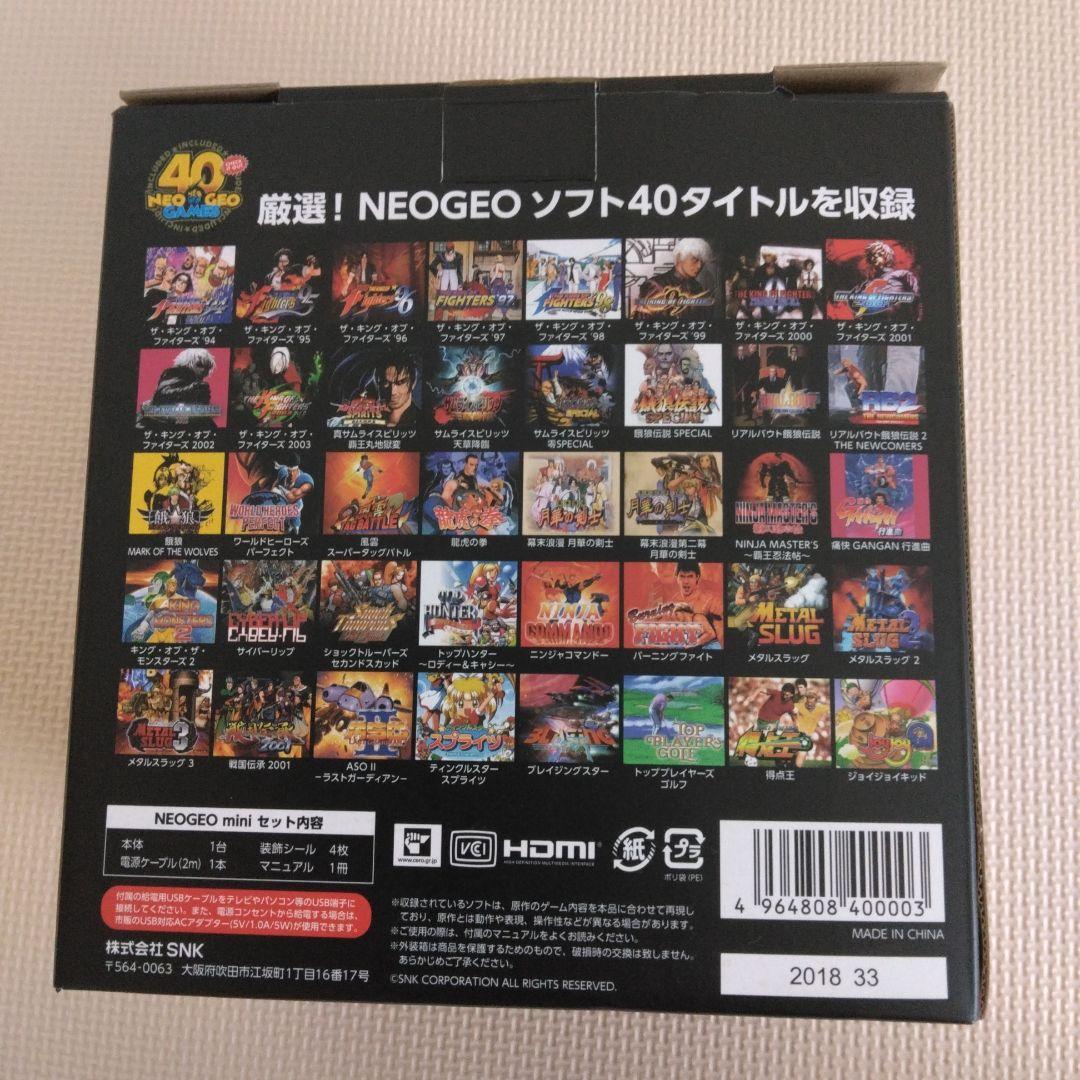 INCLUDED★INCLUDED★
40
CHECK IT OUT!
NEO GEO
GAMES
厳選！ NEOGEO ソフト40タイトルを収録
ザ・キング・オブ・
ファイターズ '94
ザ・キング・オブ・
ファイターズ '95
ザ・キング・オブ・
ファイターズ '96
ザ・キング・オブ・
ファイターズ '97
ザ・キング・オブ・
ファイターズ '98
ザ・キング・オブ・
ファイターズ '99
ザ・キング・オブ・
ファイターズ 2000
ザ・キング・オブ・
ファイターズ 2001
ザ・キング・オブ・
ファイターズ 2002
ザ・キング・オブ・
ファイターズ 2003
真サムライスピリッツ
覇王丸地獄変
サムライスピリッツ
天草降臨
サムライスピリッツ
零SPECIAL
餓狼伝説 SPECIAL
リアルバウト餓狼伝説
リアルバウト餓狼伝説 2
THE NEWCOMERS
餓狼
MARK OF THE WOLVES
ワールドヒーローズ
パーフェクト
風雲
スーパータッグバトル
龍虎の拳
幕末浪漫 月華の剣士
幕末浪漫第二幕
月華の剣士
NINJA MASTER'S
～覇王忍法帖～
痛快 GANGAN 行進曲
キング・オブ・ザ・
モンスターズ 2
サイバーリップ
ショックトルーパーズ
セカンドスカッド
トップハンター
～ロディー&キャシー～
ニンジャコマンドー
バーニングファイト
メタルスラッグ
メタルスラッグ 2
メタルスラッグ 3
戦国伝承 2001
ASO II
－ラストガーディアン－
ティンクルスター
スプライツ
ブレイジングスター
トッププレイヤーズ
ゴルフ
得点王
ジョイジョイキッド
NEOGEO mini セット内容
本体 1台 装飾シール 4枚
電源ケーブル(2m) 1本 マニュアル 1冊
付属の給電用USBケーブルをテレビやパソコン等のUSB端子に
接続してください。また、電源コンセントから給電する場合は、
市販のUSB対応ACアダプター(5V/1.0A/5W)が使用できます。
株式会社 SNK
〒564-0063 大阪府吹田市江坂町1丁目16番17号
www.cero.gr.jp
VCCI
HDMI
HIGH-DEFINITION MULTIMEDIA INTERFACE
紙
プラ
ポリ袋(PE)
※収録されているソフトは、原作のゲーム内容を本品に合わせて再現し
ており、原作とは動作や表現、操作性などが異なる場合があります。
※ご使用の際は、付属のマニュアルをよくお読みください。
※外装箱は商品を保護するためのもので、破損時の交換は致しません。
あらかじめご了承ください。
©SNK CORPORATION ALL RIGHTS RESERVED.
4 964808 400003
MADE IN CHINA
2018 33